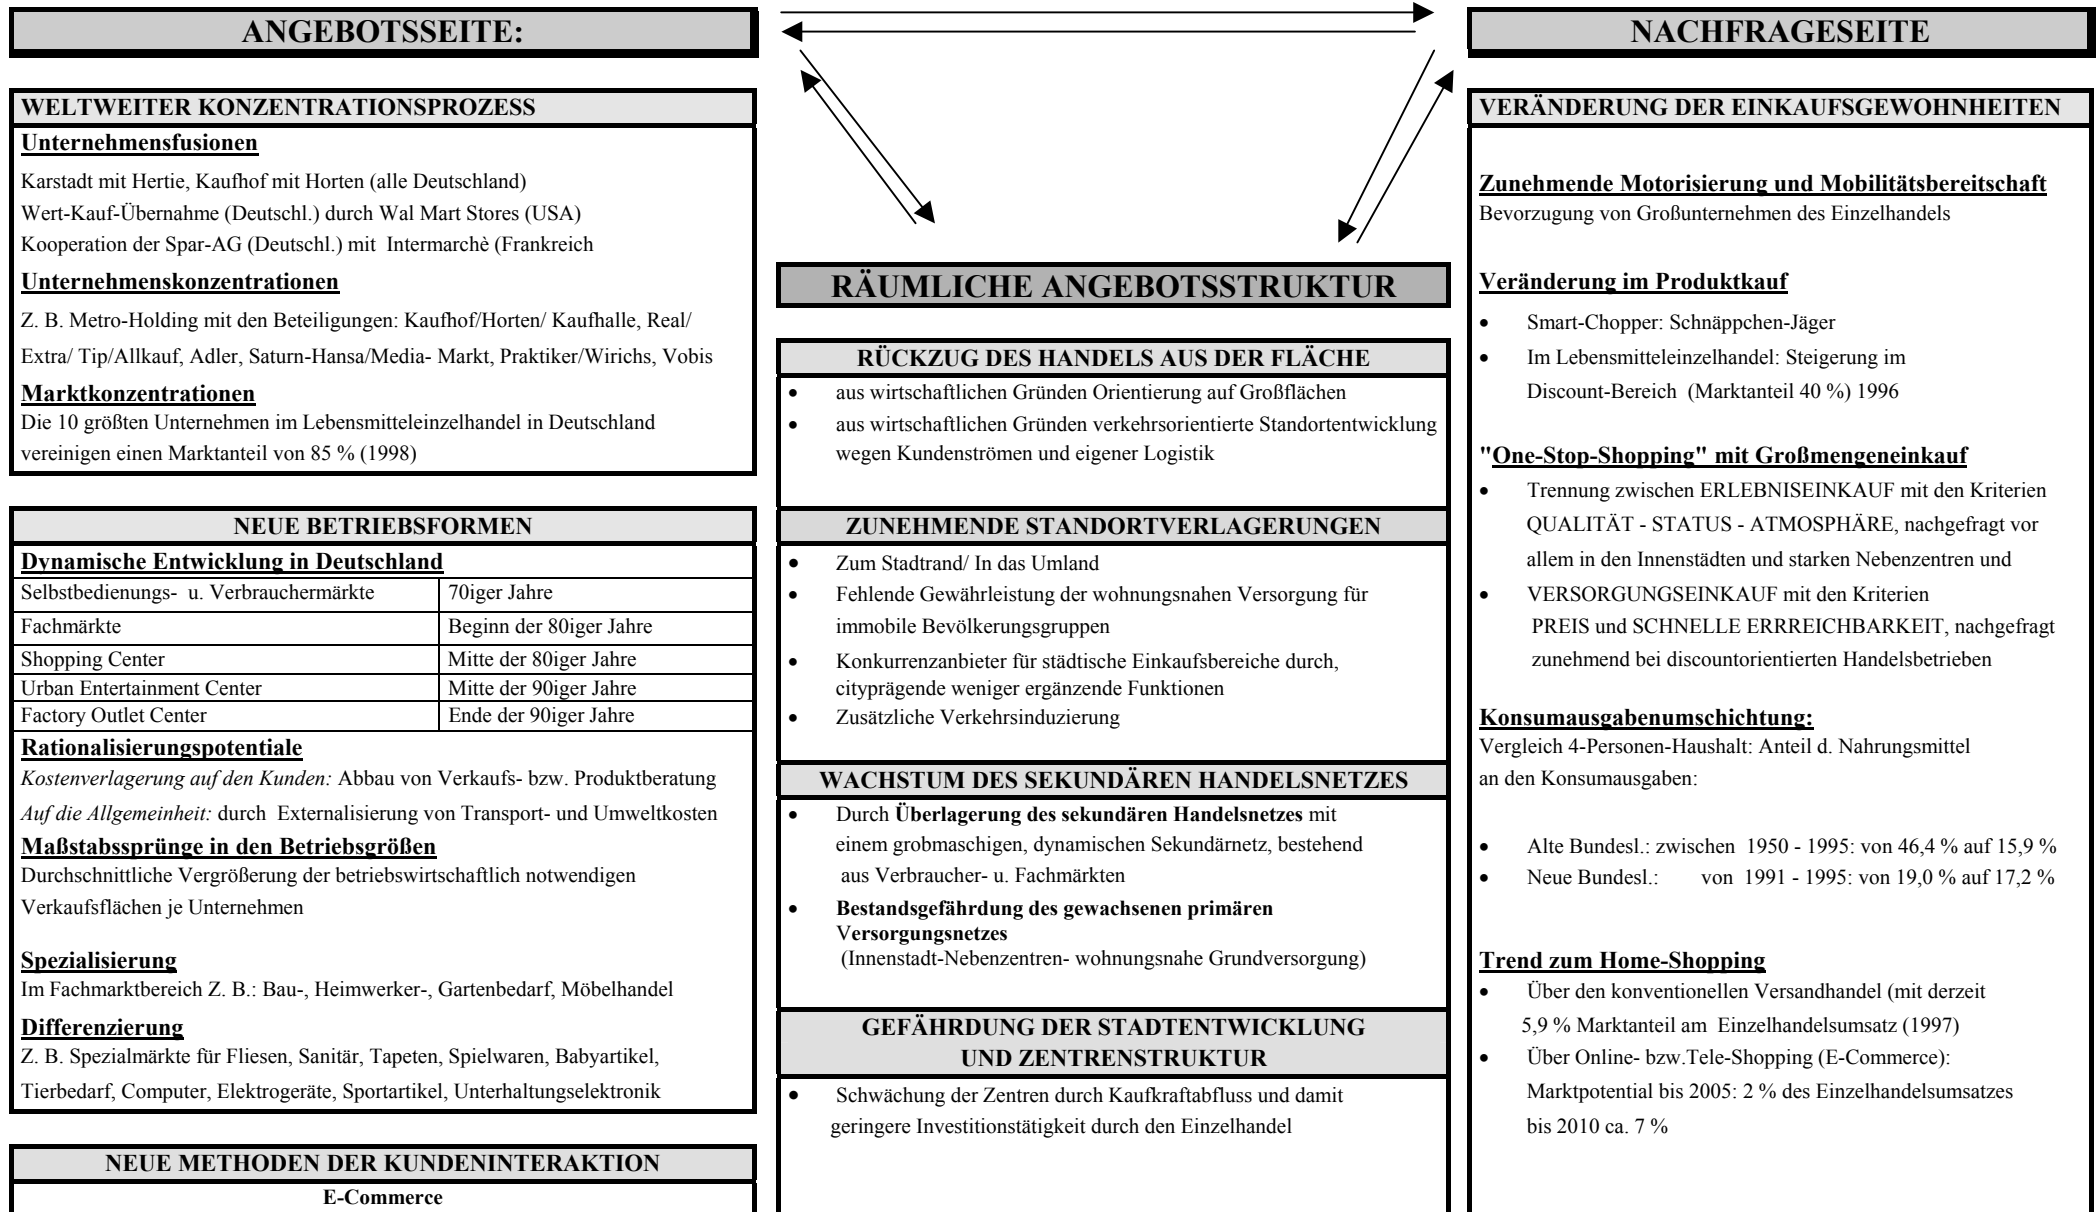 ANGEBOTSSEITE:
WELTWEITER KONZENTRATIONSPROZESS
Unternehmensfusionen
Karstadt mit Hertie, Kaufhof mit Horten (alle Deutschland)
Wert-Kauf-Übernahme (Deutschl.) durch Wal Mart Stores (USA)
Kooperation der Spar-AG (Deutschl.) mit Intermarchè (Frankreich
Unternehmenskonzentrationen
Z. B. Metro-Holding mit den Beteiligungen: Kaufhof/Horten/ Kaufhalle, Real/
Extra/ Tip/Allkauf, Adler, Saturn-Hansa/Media- Markt, Praktiker/Wirichs, Vobis
Marktkonzentrationen
Die 10 größten Unternehmen im Lebensmitteleinzelhandel in Deutschland
vereinigen einen Marktanteil von 85 % (1998)
NEUE BETRIEBSFORMEN
Dynamische Entwicklung in Deutschland
Selbstbedienungs- u. Verbrauchermärkte 70iger Jahre
Fachmärkte Beginn der 80iger Jahre
Shopping Center Mitte der 80iger Jahre
Urban Entertainment Center Mitte der 90iger Jahre
Factory Outlet Center Ende der 90iger Jahre
Rationalisierungspotentiale
Kostenverlagerung auf den Kunden: Abbau von Verkaufs- bzw. Produktberatung
Auf die Allgemeinheit: durch Externalisierung von Transport- und Umweltkosten
Maßstabssprünge in den Betriebsgrößen
Durchschnittliche Vergrößerung der betriebswirtschaftlich notwendigen
Verkaufsflächen je Unternehmen
Spezialisierung
Im Fachmarktbereich Z. B.: Bau-, Heimwerker-, Gartenbedarf, Möbelhandel
Differenzierung
Z. B. Spezialmärkte für Fliesen, Sanitär, Tapeten, Spielwaren, Babyartikel,
Tierbedarf, Computer, Elektrogeräte, Sportartikel, Unterhaltungselektronik
NEUE METHODEN DER KUNDENINTERAKTION
E-Commerce
RÄUMLICHE ANGEBOTSSTRUKTUR
RÜCKZUG DES HANDELS AUS DER FLÄCHE
• aus wirtschaftlichen Gründen Orientierung auf Großflächen
• aus wirtschaftlichen Gründen verkehrsorientierte Standortentwicklung
wegen Kundenströmen und eigener Logistik
ZUNEHMENDE STANDORTVERLAGERUNGEN
• Zum Stadtrand/ In das Umland
• Fehlende Gewährleistung der wohnungsnahen Versorgung für
immobile Bevölkerungsgruppen
• Konkurrenzanbieter für städtische Einkaufsbereiche durch,
cityprägende weniger ergänzende Funktionen
• Zusätzliche Verkehrsinduzierung
WACHSTUM DES SEKUNDÄREN HANDELSNETZES
• Durch Überlagerung des sekundären Handelsnetzes mit
einem grobmaschigen, dynamischen Sekundärnetz, bestehend
aus Verbraucher- u. Fachmärkten
• Bestandsgefährdung des gewachsenen primären
Versorgungsnetzes
(Innenstadt-Nebenzentren- wohnungsnahe Grundversorgung)
GEFÄHRDUNG DER STADTENTWICKLUNG
UND ZENTRENSTRUKTUR
• Schwächung der Zentren durch Kaufkraftabfluss und damit
geringere Investitionstätigkeit durch den Einzelhandel
NACHFRAGESEITE
VERÄNDERUNG DER EINKAUFSGEWOHNHEITEN
Zunehmende Motorisierung und Mobilitätsbereitschaft
Bevorzugung von Großunternehmen des Einzelhandels
Veränderung im Produktkauf
• Smart-Chopper: Schnäppchen-Jäger
• Im Lebensmitteleinzelhandel: Steigerung im
Discount-Bereich (Marktanteil 40 %) 1996
"One-Stop-Shopping" mit Großmengeneinkauf
• Trennung zwischen ERLEBNISEINKAUF mit den Kriterien
QUALITÄT - STATUS - ATMOSPHÄRE, nachgefragt vor
allem in den Innenstädten und starken Nebenzentren und
• VERSORGUNGSEINKAUF mit den Kriterien
PREIS und SCHNELLE ERRREICHBARKEIT, nachgefragt
zunehmend bei discountorientierten Handelsbetrieben
Konsumausgabenumschichtung:
Vergleich 4-Personen-Haushalt: Anteil d. Nahrungsmittel
an den Konsumausgaben:
• Alte Bundesl.: zwischen 1950 - 1995: von 46,4 % auf 15,9 %
• Neue Bundesl.: von 1991 - 1995: von 19,0 % auf 17,2 %
Trend zum Home-Shopping
• Über den konventionellen Versandhandel (mit derzeit
5,9 % Marktanteil am Einzelhandelsumsatz (1997)
• Über Online- bzw.Tele-Shopping (E-Commerce):
Marktpotential bis 2005: 2 % des Einzelhandelsumsatzes
bis 2010 ca. 7 %